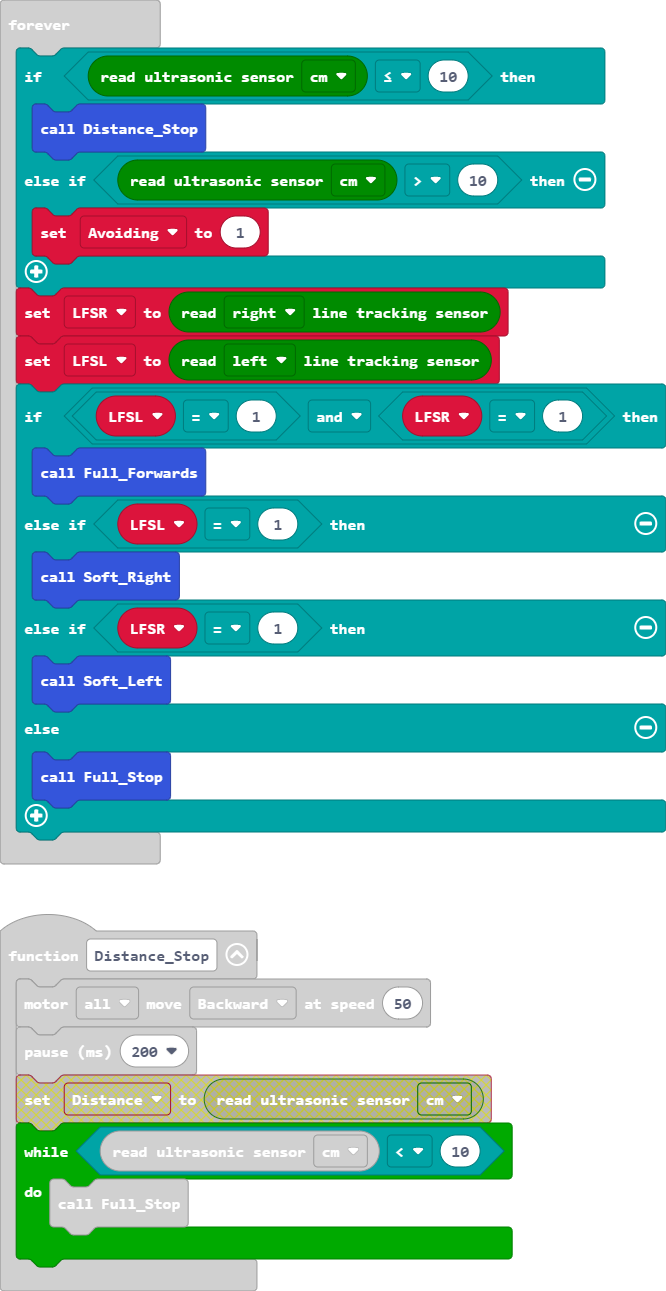 forever
if read ultrasonic sensor cm ≤ 10 then
call Distance_Stop
else if read ultrasonic sensor cm > 10 then
set Avoiding to 1
set LFSR to read right line tracking sensor
set LFSL to read left line tracking sensor
if LFSL = 1 and LFSR = 1 then
call Full_Forwards
else if LFSL = 1 then
call Soft_Right
else if LFSR = 1 then
call Soft_Left
else
call Full_Stop
function Distance_Stop
motor all move Backward at speed 50
pause (ms) 200
set Distance to read ultrasonic sensor cm
while read ultrasonic sensor cm < 10
do call Full_Stop